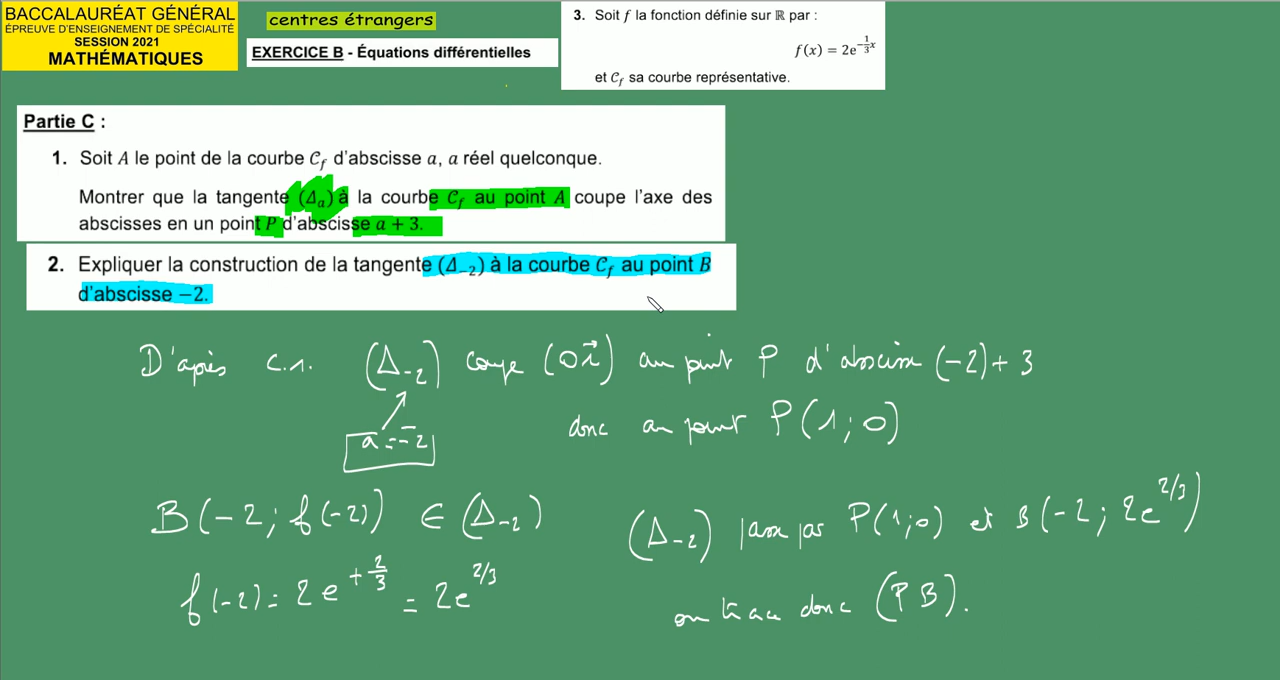 BACCALAURÉAT GÉNÉRAL
ÉPREUVE D'ENSEIGNEMENT DE SPÉCIALITÉ
SESSION 2021
MATHÉMATIQUES
centres étrangers
EXERCICE B - Équations différentielles
3. Soit f la fonction définie sur ℝ par :
f(x) = 2e^{-\frac{1}{3}x}
et 𝒞_f sa courbe représentative.
Partie C :
1. Soit A le point de la courbe 𝒞_f d'abscisse a, a réel quelconque.
Montrer que la tangente (Δ_a) à la courbe 𝒞_f au point A coupe l'axe des
abscisses en un point P d'abscisse a + 3.
2. Expliquer la construction de la tangente (Δ_{-2}) à la courbe 𝒞_f au point B
d'abscisse −2.
D'après C.1. (Δ_{-2}) coupe (O\vec{i}) au point P d'abscisse (-2)+3
a = -2
donc au point P(1;0)
B(-2; f(-2)) ∈ (Δ_{-2})
f(-2) = 2e^{+\frac{2}{3}} = 2e^{2/3}
(Δ_{-2}) passe par P(1;0) et B(-2; 2e^{2/3})
on trace donc (PB).